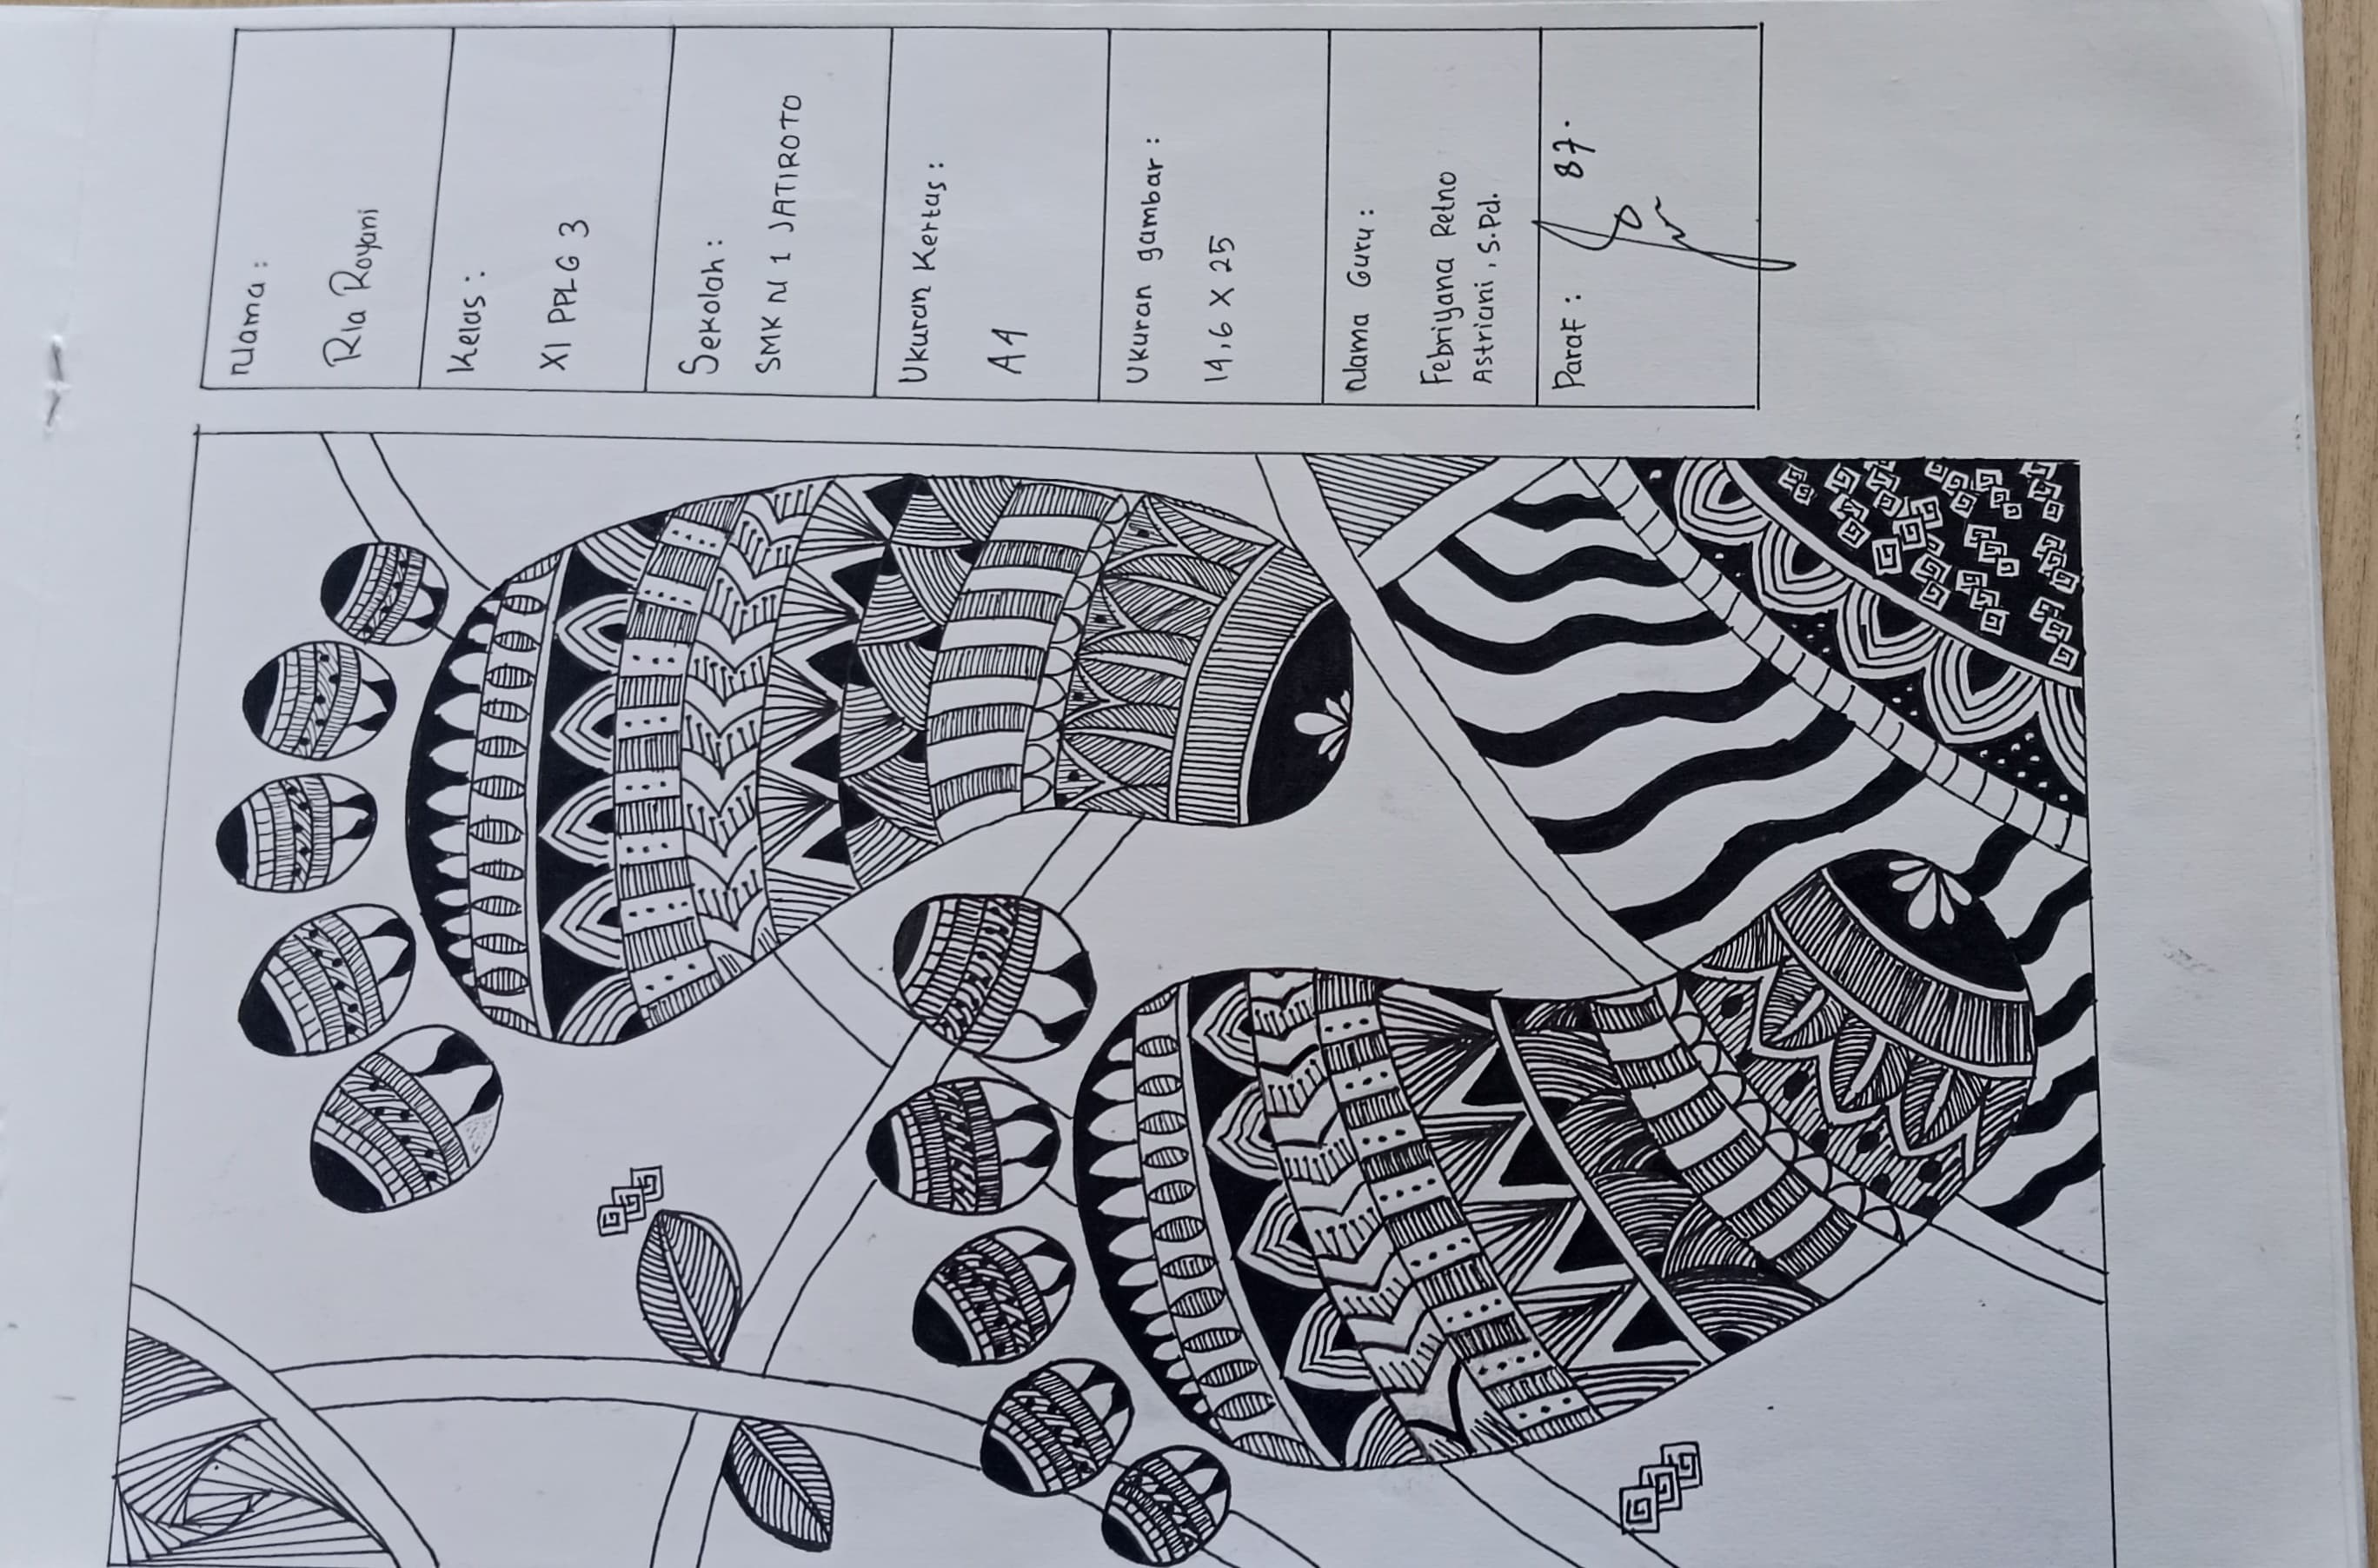 Nama :
Ria Royani
Kelas :
XI PPLG 3
Sekolah :
SMK N 1 JATIROTO
Ukuran Kertas :
A4
Ukuran gambar :
14,6 X 25
Nama Guru :
Febriyana Retno
Astriani , S.Pd.
Paraf :
87.